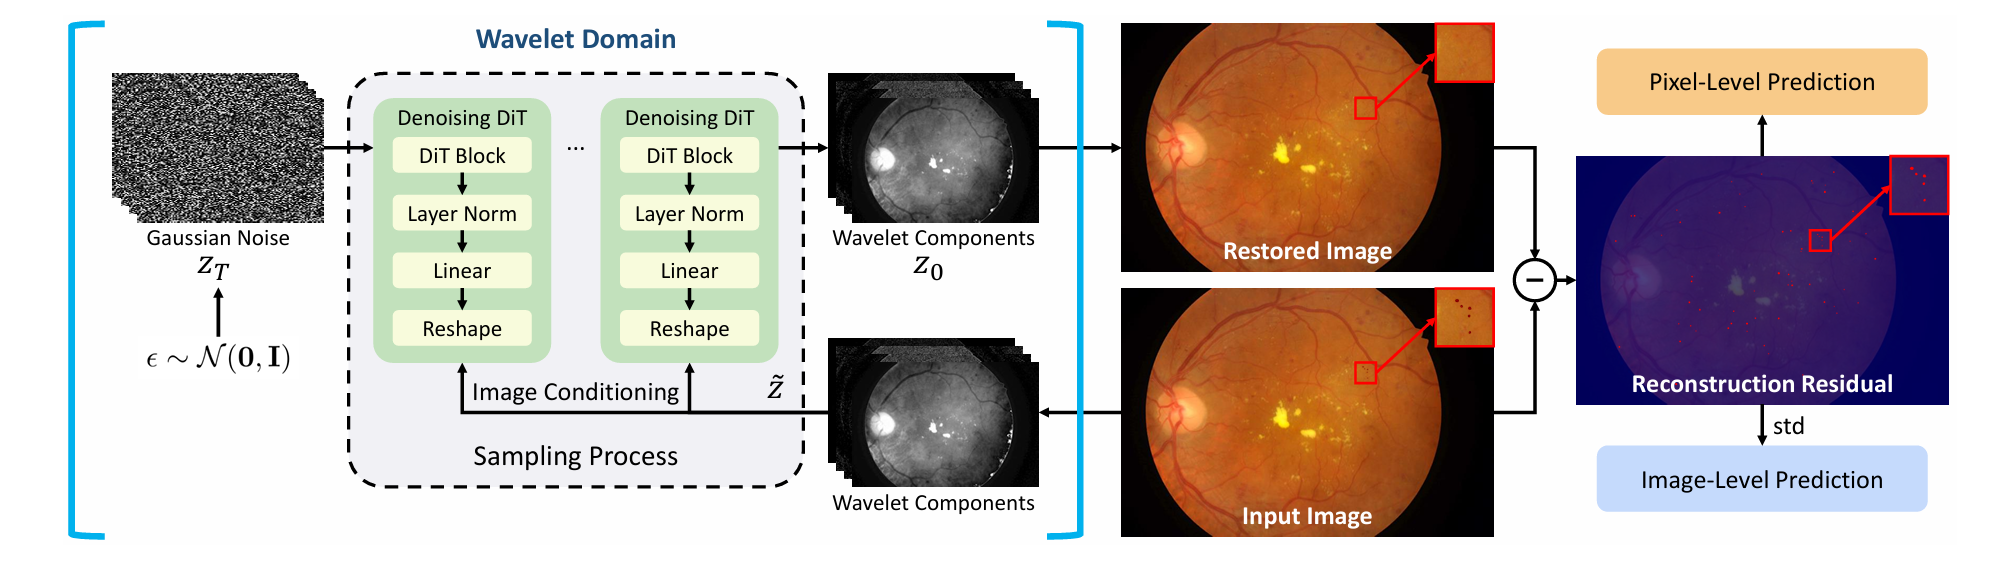 Wavelet Domain
Gaussian Noise
z_T
ϵ ∼ 𝒩(𝟎, 𝐈)
Denoising DiT
DiT Block
Layer Norm
Linear
Reshape
...
Denoising DiT
DiT Block
Layer Norm
Linear
Reshape
Image Conditioning
z̃
Sampling Process
Wavelet Components
z_0
Wavelet Components
Restored Image
Input Image
−
Pixel-Level Prediction
Reconstruction Residual
std
Image-Level Prediction